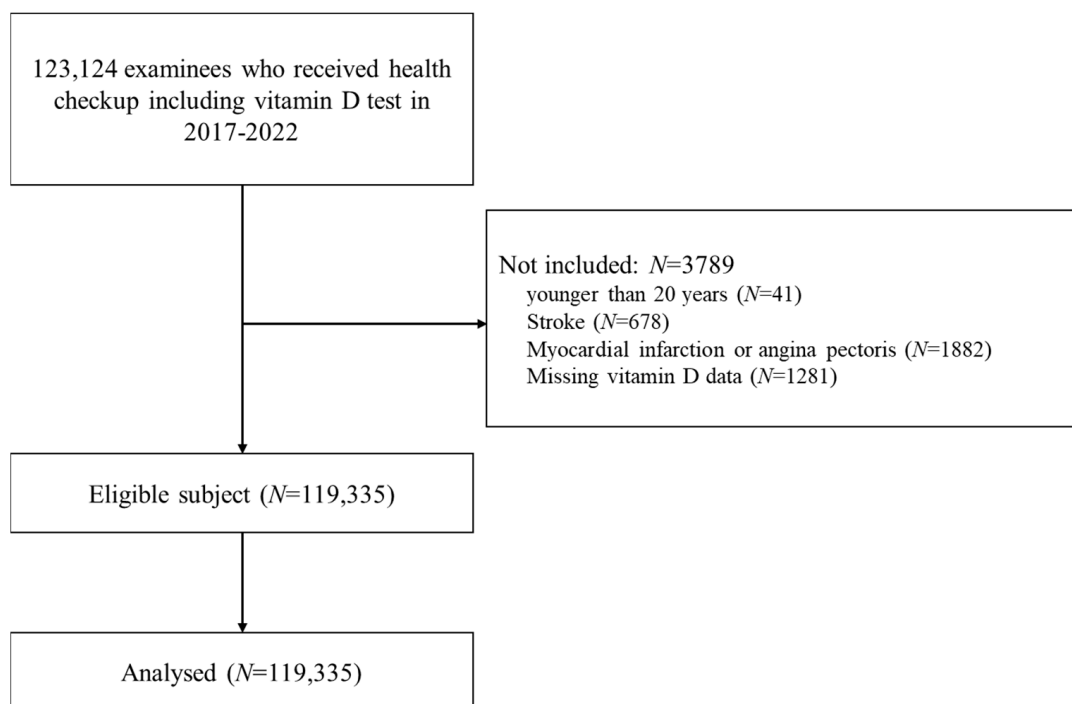 123,124 examinees who received health
checkup including vitamin D test in
2017-2022
Not included: N=3789
younger than 20 years (N=41)
Stroke (N=678)
Myocardial infarction or angina pectoris (N=1882)
Missing vitamin D data (N=1281)
Eligible subject (N=119,335)
Analysed (N=119,335)